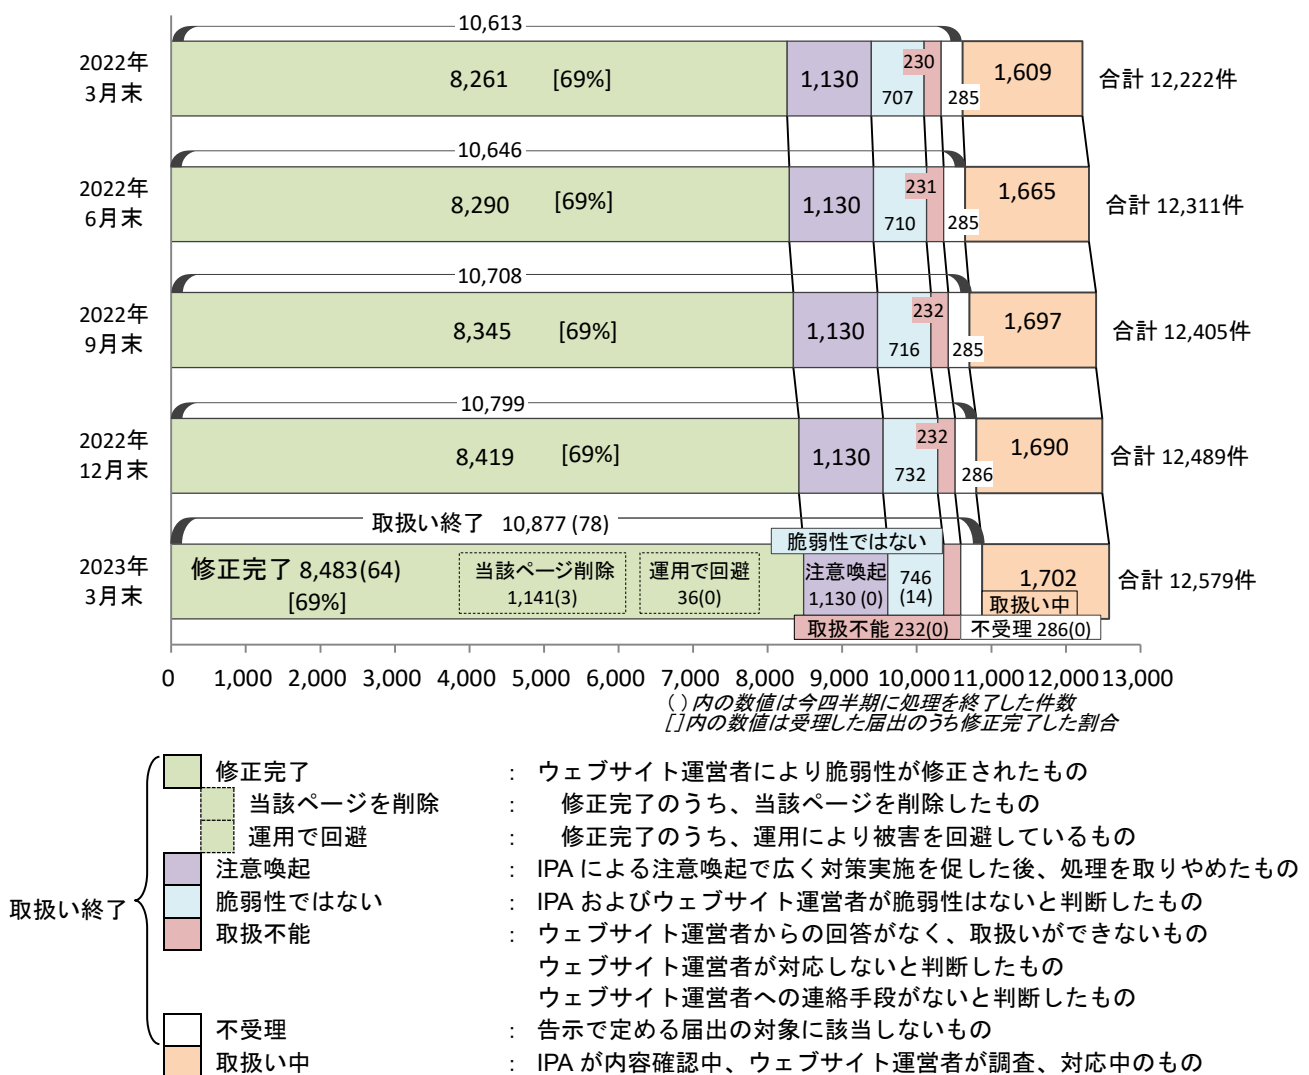 10,613
2022年
3月末
8,261 [69%] 1,130 707 230 285 1,609 合計 12,222件
10,646
2022年
6月末
8,290 [69%] 1,130 710 231 285 1,665 合計 12,311件
10,708
2022年
9月末
8,345 [69%] 1,130 716 232 285 1,697 合計 12,405件
10,799
2022年
12月末
8,419 [69%] 1,130 732 232 286 1,690 合計 12,489件
取扱い終了 10,877 (78)
2023年
3月末
修正完了 8,483(64)
[69%]
当該ページ削除
1,141(3)
運用で回避
36(0)
脆弱性ではない
注意喚起
1,130 (0)
746
(14)
1,702
取扱い中
合計 12,579件
取扱不能 232(0)
不受理 286(0)
0 1,000 2,000 3,000 4,000 5,000 6,000 7,000 8,000 9,000 10,000 11,000 12,000 13,000
( )内の数値は今四半期に処理を終了した件数
[ ]内の数値は受理した届出のうち修正完了した割合
取扱い終了
修正完了 : ウェブサイト運営者により脆弱性が修正されたもの
当該ページを削除 : 修正完了のうち、当該ページを削除したもの
運用で回避 : 修正完了のうち、運用により被害を回避しているもの
注意喚起 : IPA による注意喚起で広く対策実施を促した後、処理を取りやめたもの
脆弱性ではない : IPA およびウェブサイト運営者が脆弱性はないと判断したもの
取扱不能 : ウェブサイト運営者からの回答がなく、取扱いができないもの
ウェブサイト運営者が対応しないと判断したもの
ウェブサイト運営者への連絡手段がないと判断したもの
不受理 : 告示で定める届出の対象に該当しないもの
取扱い中 : IPA が内容確認中、ウェブサイト運営者が調査、対応中のもの